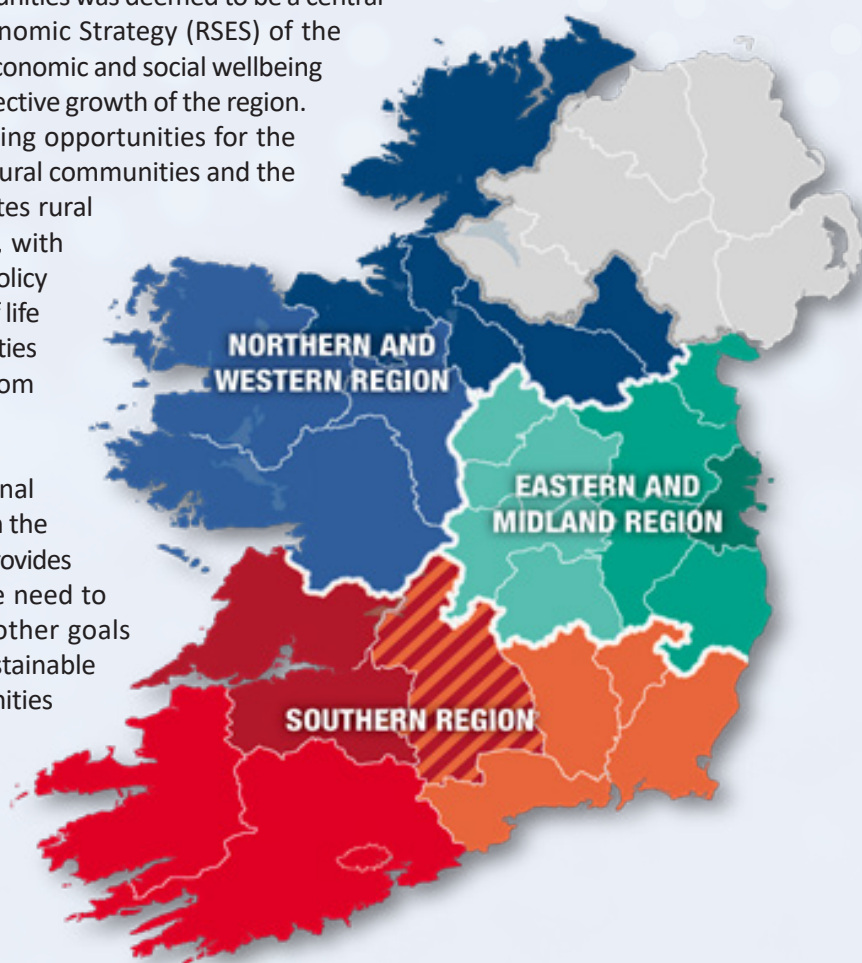 unities was deemed to be a central
onomic Strategy (RSES) of the
conomic and social wellbeing
ective growth of the region.
ing opportunities for the
ural communities and the
tes rural
, with
olicy
life
ties
om
nal
the
rovides
e need to
other goals
stainable
nities
NORTHERN AND
WESTERN REGION
EASTERN AND
MIDLAND REGION
SOUTHERN REGION